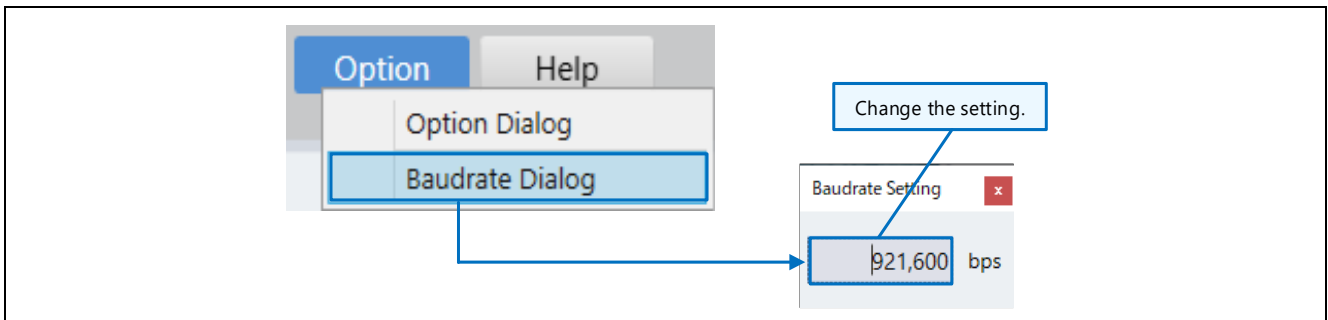 Option Help
Option Dialog
Baudrate Dialog
Change the setting.
Baudrate Setting x
921,600 bps